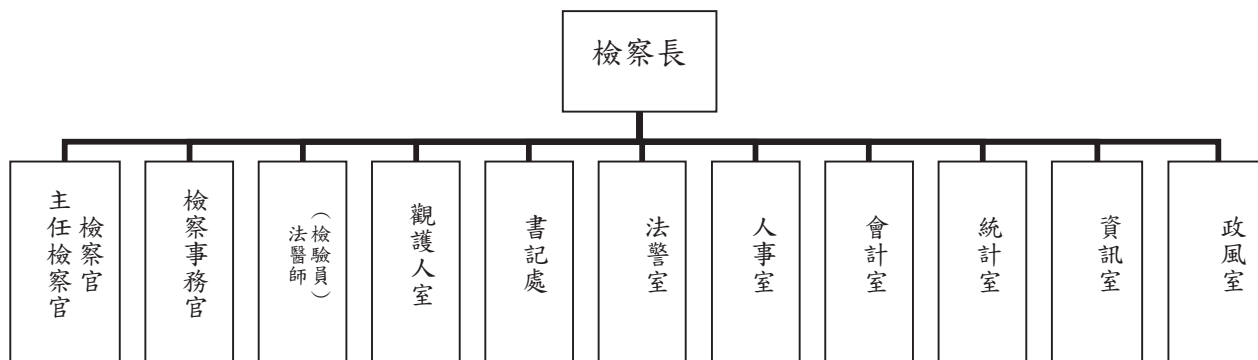 檢察長
主任檢察官
檢察官
檢察事務官
法醫師
（檢驗員）
觀護人室
書記處
法警室
人事室
會計室
統計室
資訊室
政風室